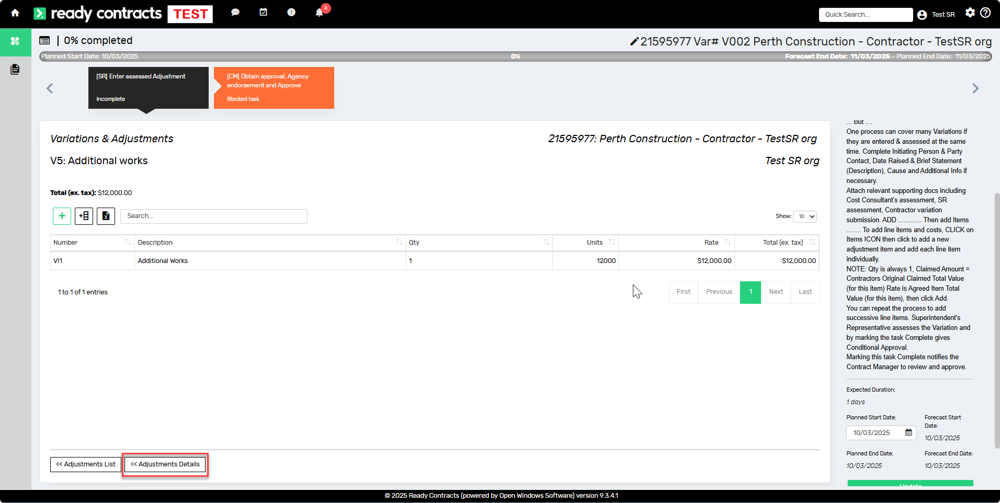 ready contracts TEST
2
Quick Search...
Test SR
0% completed
21595977 Var# V002 Perth Construction - Contractor - TestSR org
Planned Start Date: 10/03/2025
0%
Forecast End Date: 11/03/2025 - Planned End Date: 11/03/2025
[SR] Enter assessed Adjustment
Incomplete
[CM] Obtain approval, Agency
endorsement and Approve
Blocked task
Variations & Adjustments
21595977: Perth Construction - Contractor - TestSR org
V5: Additional works
Test SR org
Total (ex. tax): $12,000.00
Search...
Show: 10
Number Description Qty Units Rate Total (ex. tax)
VI1 Additional Works 1 12000 $12,000.00 $12,000.00
1 to 1 of 1 entries
First Previous 1 Next Last
<< Adjustments List
<< Adjustments Details
... But ....
One process can cover many Variations if
they are entered & assessed at the same
time. Complete Initiating Person & Party
Contact, Date Raised & Brief Statement
(Description), Cause and Additional Info if
necessary.
Attach relevant supporting docs including
Cost Consultant's assessment, SR
assessment, Contractor variation
submission. ADD ............. Then add Items
........ To add line items and costs, CLICK on
Items ICON then click to add a new
adjustment item and add each line item
individually.
NOTE: Qty is always 1, Claimed Amount =
Contractors Original Claimed Total Value
(for this item) Rate is Agreed Item Total
Value (for this item), then click Add.
You can repeat the process to add
successive line items. Superintendent's
Representative assesses the Variation and
by marking the task Complete gives
Conditional Approval.
Marking this task Complete notifies the
Contract Manager to review and approve.
Expected Duration:
1 days
Planned Start Date:
10/03/2025
Forecast Start
Date:
10/03/2025
Planned End Date:
10/03/2025
Forecast End Date:
10/03/2025
Update
© 2025 Ready Contracts (powered by Open Windows Software) version 9.3.4.1